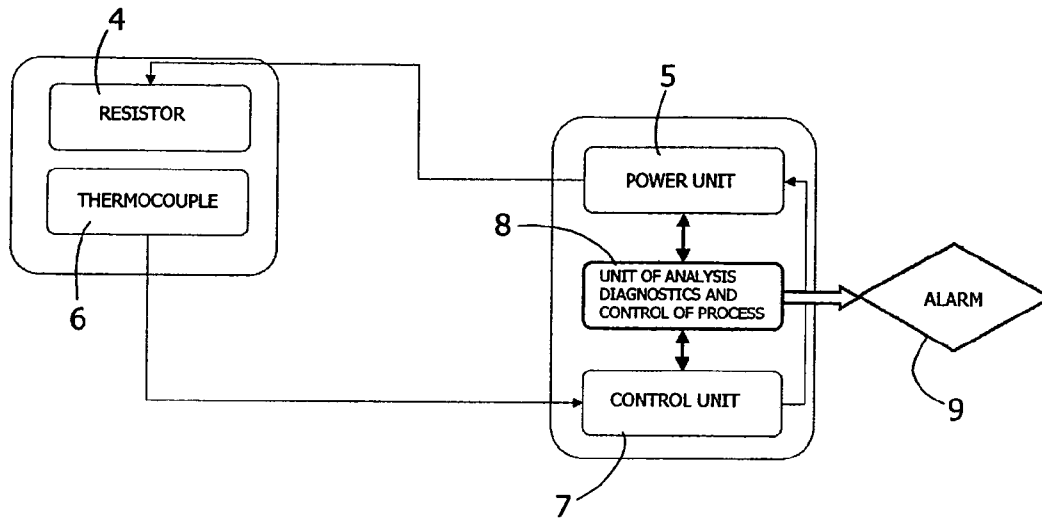 4
RESISTOR
THERMOCOUPLE
6
5
POWER UNIT
8
UNIT OF ANALYSIS
DIAGNOSTICS AND
CONTROL OF PROCESS
ALARM
9
CONTROL UNIT
7